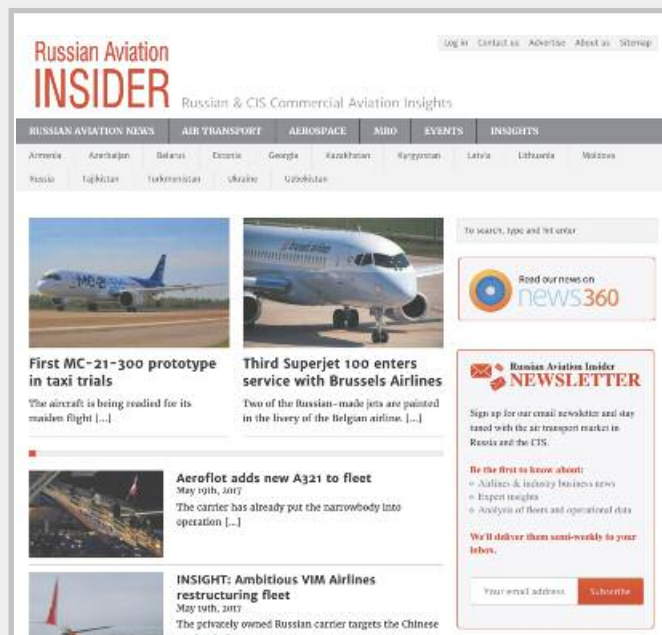 Russian Aviation
INSIDER
Russian & CIS Commercial Aviation Insights
Log in Contact us Advertise About us Sitemap
RUSSIAN AVIATION NEWS AIR TRANSPORT AEROSPACE MRO EVENTS INSIGHTS
Armenia Azerbaijan Belarus Estonia Georgia Kazakhstan Kyrgyzstan Latvia Lithuania Moldova
Russia Tajikistan Turkmenistan Ukraine Uzbekistan
MC-21
First MC-21-300 prototype
in taxi trials
The aircraft is being readied for its
maiden flight [...]
brussels airlines
Third Superjet 100 enters
service with Brussels Airlines
Two of the Russian-made jets are painted
in the livery of the Belgian airline. [...]
Aeroflot adds new A321 to fleet
May 19th, 2017
The carrier has already put the narrowbody into
operation [...]
INSIGHT: Ambitious VIM Airlines
restructuring fleet
May 19th, 2017
The privately owned Russian carrier targets the Chinese
To search, type and hit enter
Read our news on
news360
Russian Aviation Insider
NEWSLETTER
Sign up for our email newsletter and stay
tuned with the air transport market in
Russia and the CIS.
Be the first to know about:
Airlines & industry business news
Expert insights
Analysis of fleets and operational data
We'll deliver them semi-weekly to your
inbox.
Your email address Subscribe